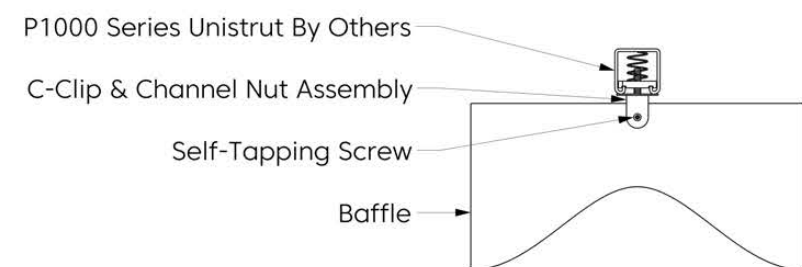 P1000 Series Unistrut By Others
C-Clip & Channel Nut Assembly
Self-Tapping Screw
Baffle